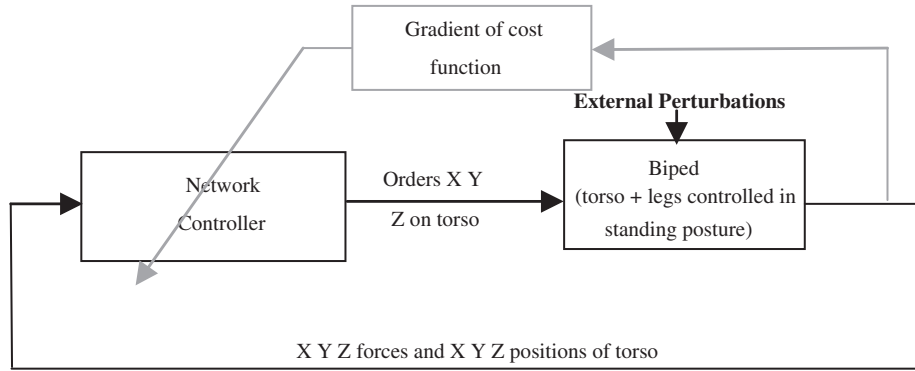 Gradient of cost
function
External Perturbations
Network
Controller
Orders X Y
Z on torso
Biped
(torso + legs controlled in
standing posture)
X Y Z forces and X Y Z positions of torso